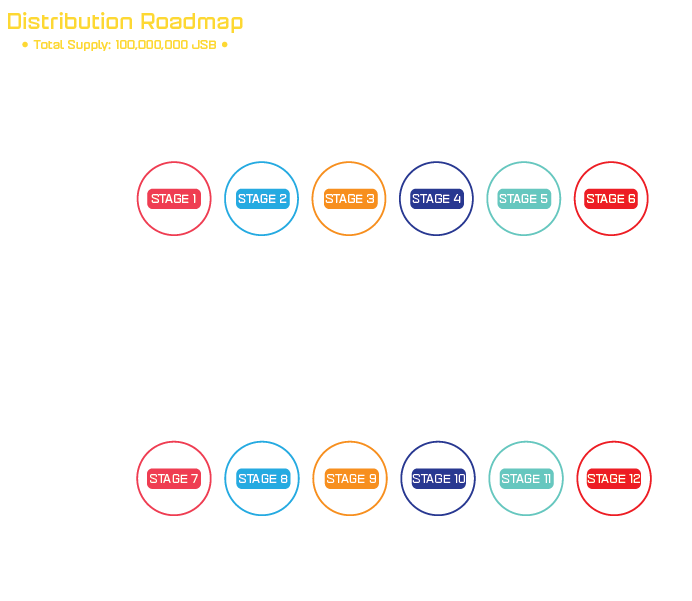 Distribution Roadmap
• Total Supply: 100,000,000 JSB •
STAGE 1 STAGE 2 STAGE 3 STAGE 4 STAGE 5 STAGE 6
STAGE 7 STAGE 8 STAGE 9 STAGE 10 STAGE 11 STAGE 12